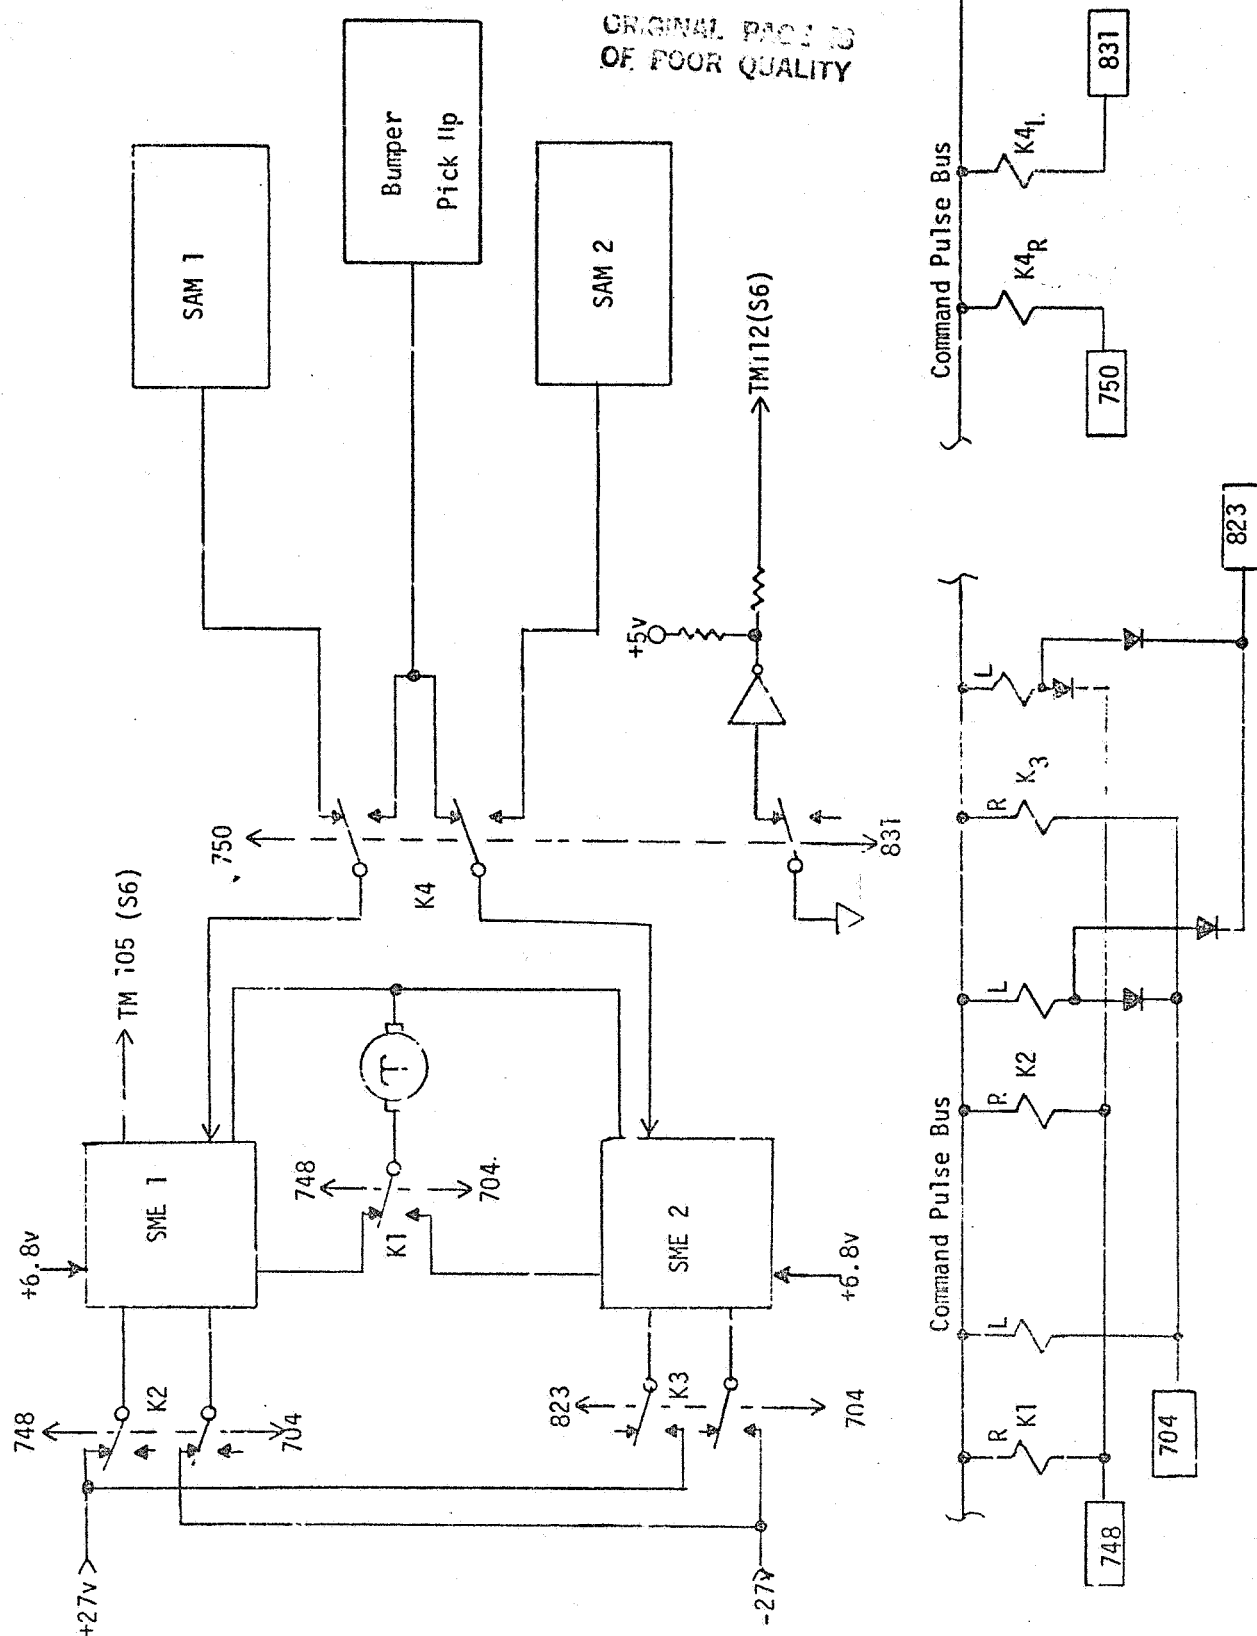 ORIGINAL PAGE IS
OF POOR QUALITY
SAM 1
Bumper
Pick Up
SAM 2
TM 105 (S6)
750
K4
831
+5v
TM112(S6)
+6.8v
SME 1
748
704
K1
SME 2
+6.8v
748
K2
704
823
K3
704
+27v
-27v
Command Pulse Bus
R
K1
L
R
K2
L
R
K3
L
748
704
823
Command Pulse Bus
K4R
K4L
750
831